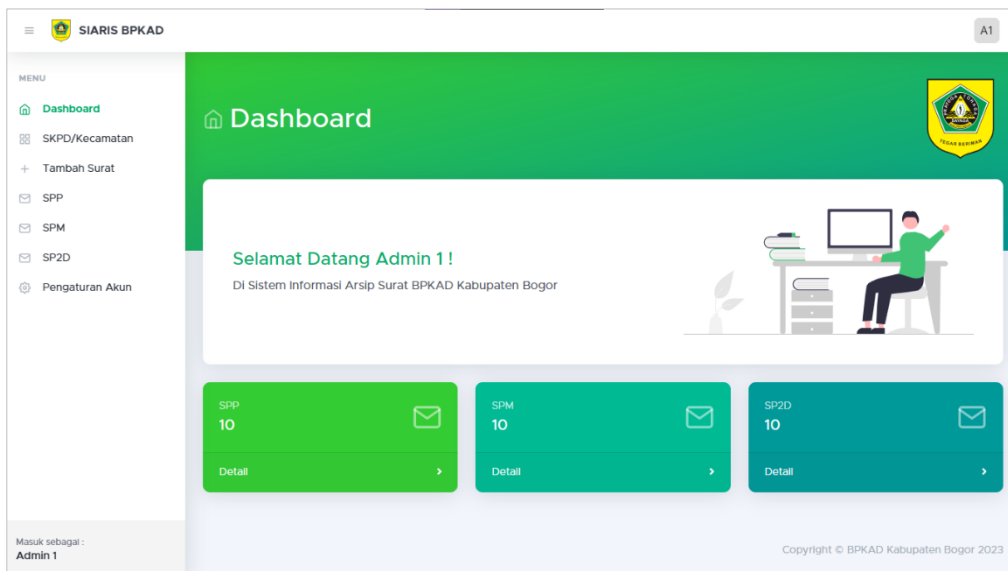 SIARIS BPKAD
A1
MENU
Dashboard
SKPD/Kecamatan
Tambah Surat
SPP
SPM
SP2D
Pengaturan Akun
Masuk sebagai :
Admin 1
Dashboard
TEGAR BERIMAN
Selamat Datang Admin 1 !
Di Sistem Informasi Arsip Surat BPKAD Kabupaten Bogor
SPP
10
Detail
SPM
10
Detail
SP2D
10
Detail
Copyright © BPKAD Kabupaten Bogor 2023